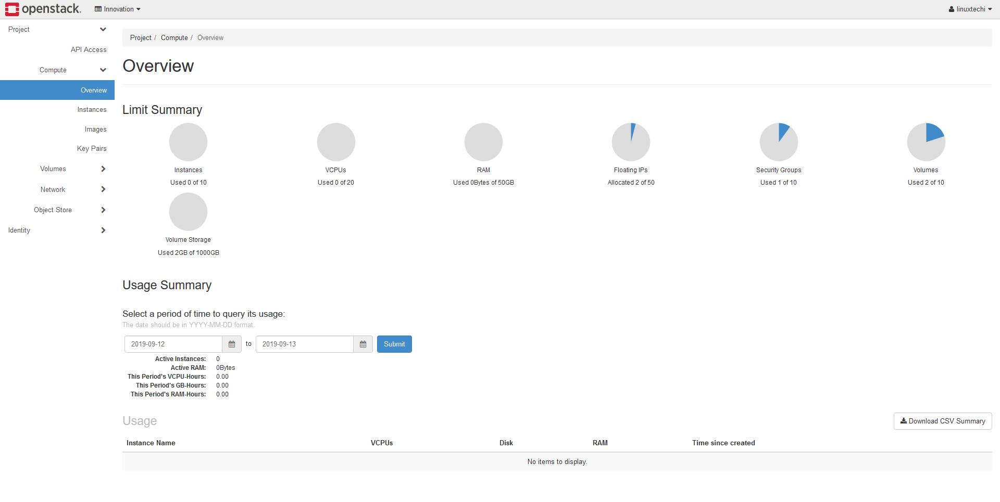 openstack. Innovation linuxtechi
Project
API Access
Compute
Overview
Instances
Images
Key Pairs
Volumes
Network
Object Store
Identity
Project / Compute / Overview
Overview
Limit Summary
Instances
Used 0 of 10
VCPUs
Used 0 of 20
RAM
Used 0Bytes of 50GB
Floating IPs
Allocated 2 of 50
Security Groups
Used 1 of 10
Volumes
Used 2 of 10
Volume Storage
Used 2GB of 1000GB
Usage Summary
Select a period of time to query its usage:
The date should be in YYYY-MM-DD format.
2019-09-12 to 2019-09-13 Submit
Active Instances: 0
Active RAM: 0Bytes
This Period's VCPU-Hours: 0.00
This Period's GB-Hours: 0.00
This Period's RAM-Hours: 0.00
Usage Download CSV Summary
Instance Name VCPUs Disk RAM Time since created
No items to display.